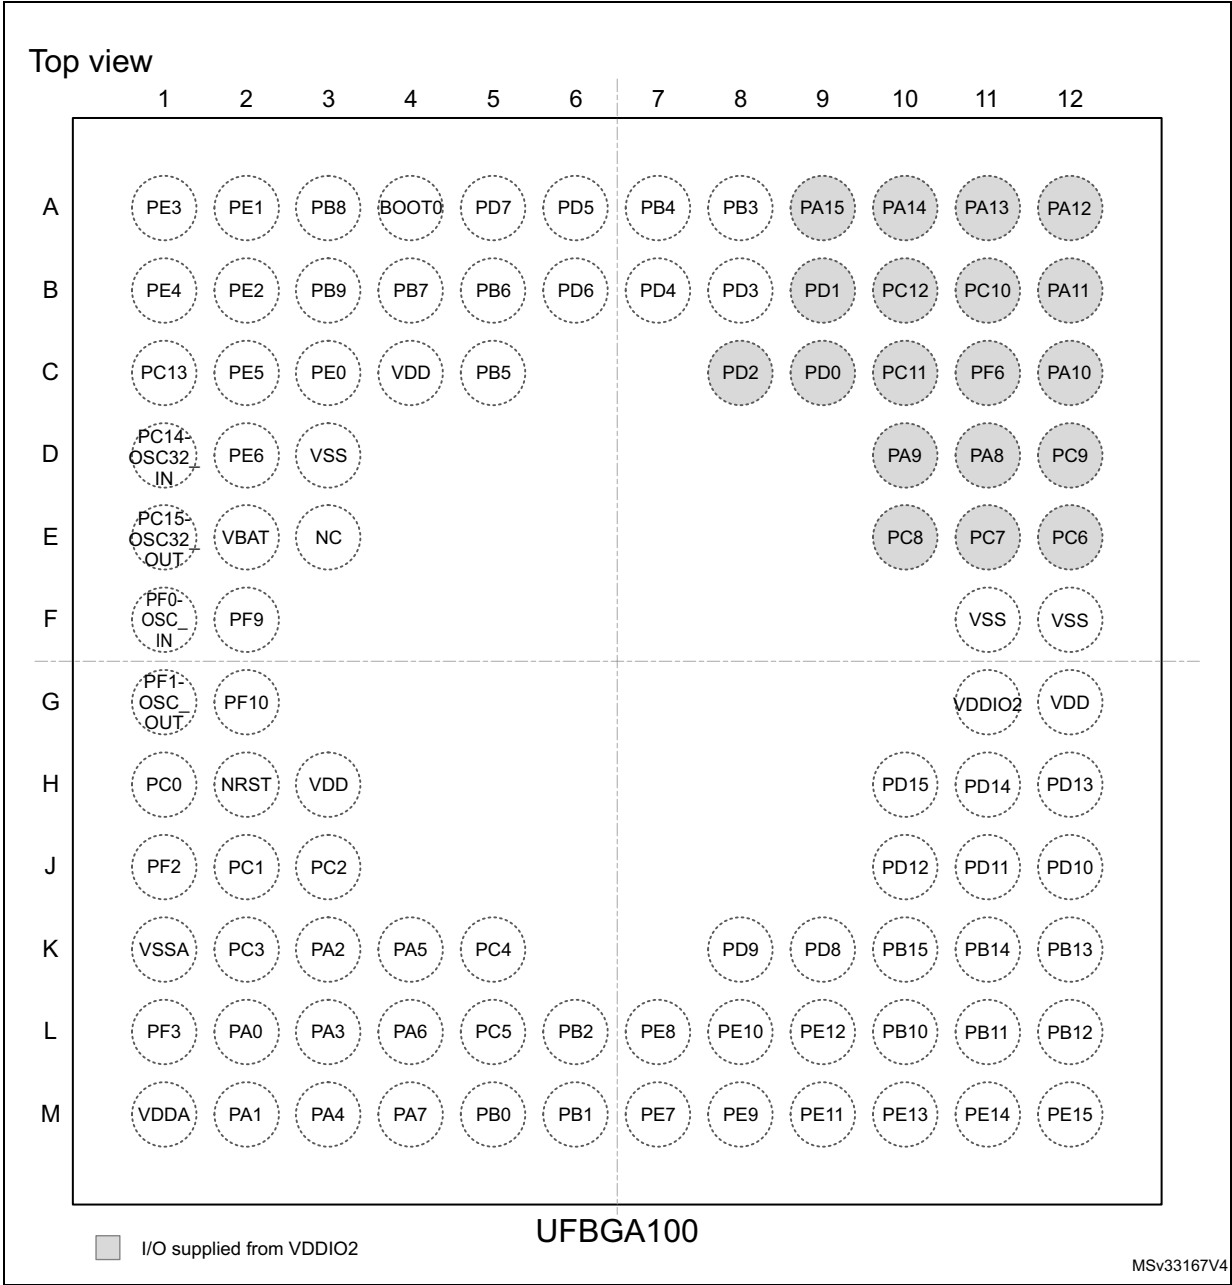 Top view
1 2 3 4 5 6 7 8 9 10 11 12
A PE3 PE1 PB8 BOOT0 PD7 PD5 PB4 PB3 PA15 PA14 PA13 PA12
B PE4 PE2 PB9 PB7 PB6 PD6 PD4 PD3 PD1 PC12 PC10 PA11
C PC13 PE5 PE0 VDD PB5 PD2 PD0 PC11 PF6 PA10
D PC14-OSC32_IN PE6 VSS PA9 PA8 PC9
E PC15-OSC32_OUT VBAT NC PC8 PC7 PC6
F PF0-OSC_IN PF9 VSS VSS
G PF1-OSC_OUT PF10 VDDIO2 VDD
H PC0 NRST VDD PD15 PD14 PD13
J PF2 PC1 PC2 PD12 PD11 PD10
K VSSA PC3 PA2 PA5 PC4 PD9 PD8 PB15 PB14 PB13
L PF3 PA0 PA3 PA6 PC5 PB2 PE8 PE10 PE12 PB10 PB11 PB12
M VDDA PA1 PA4 PA7 PB0 PB1 PE7 PE9 PE11 PE13 PE14 PE15
UFBGA100
I/O supplied from VDDIO2
MSv33167V4